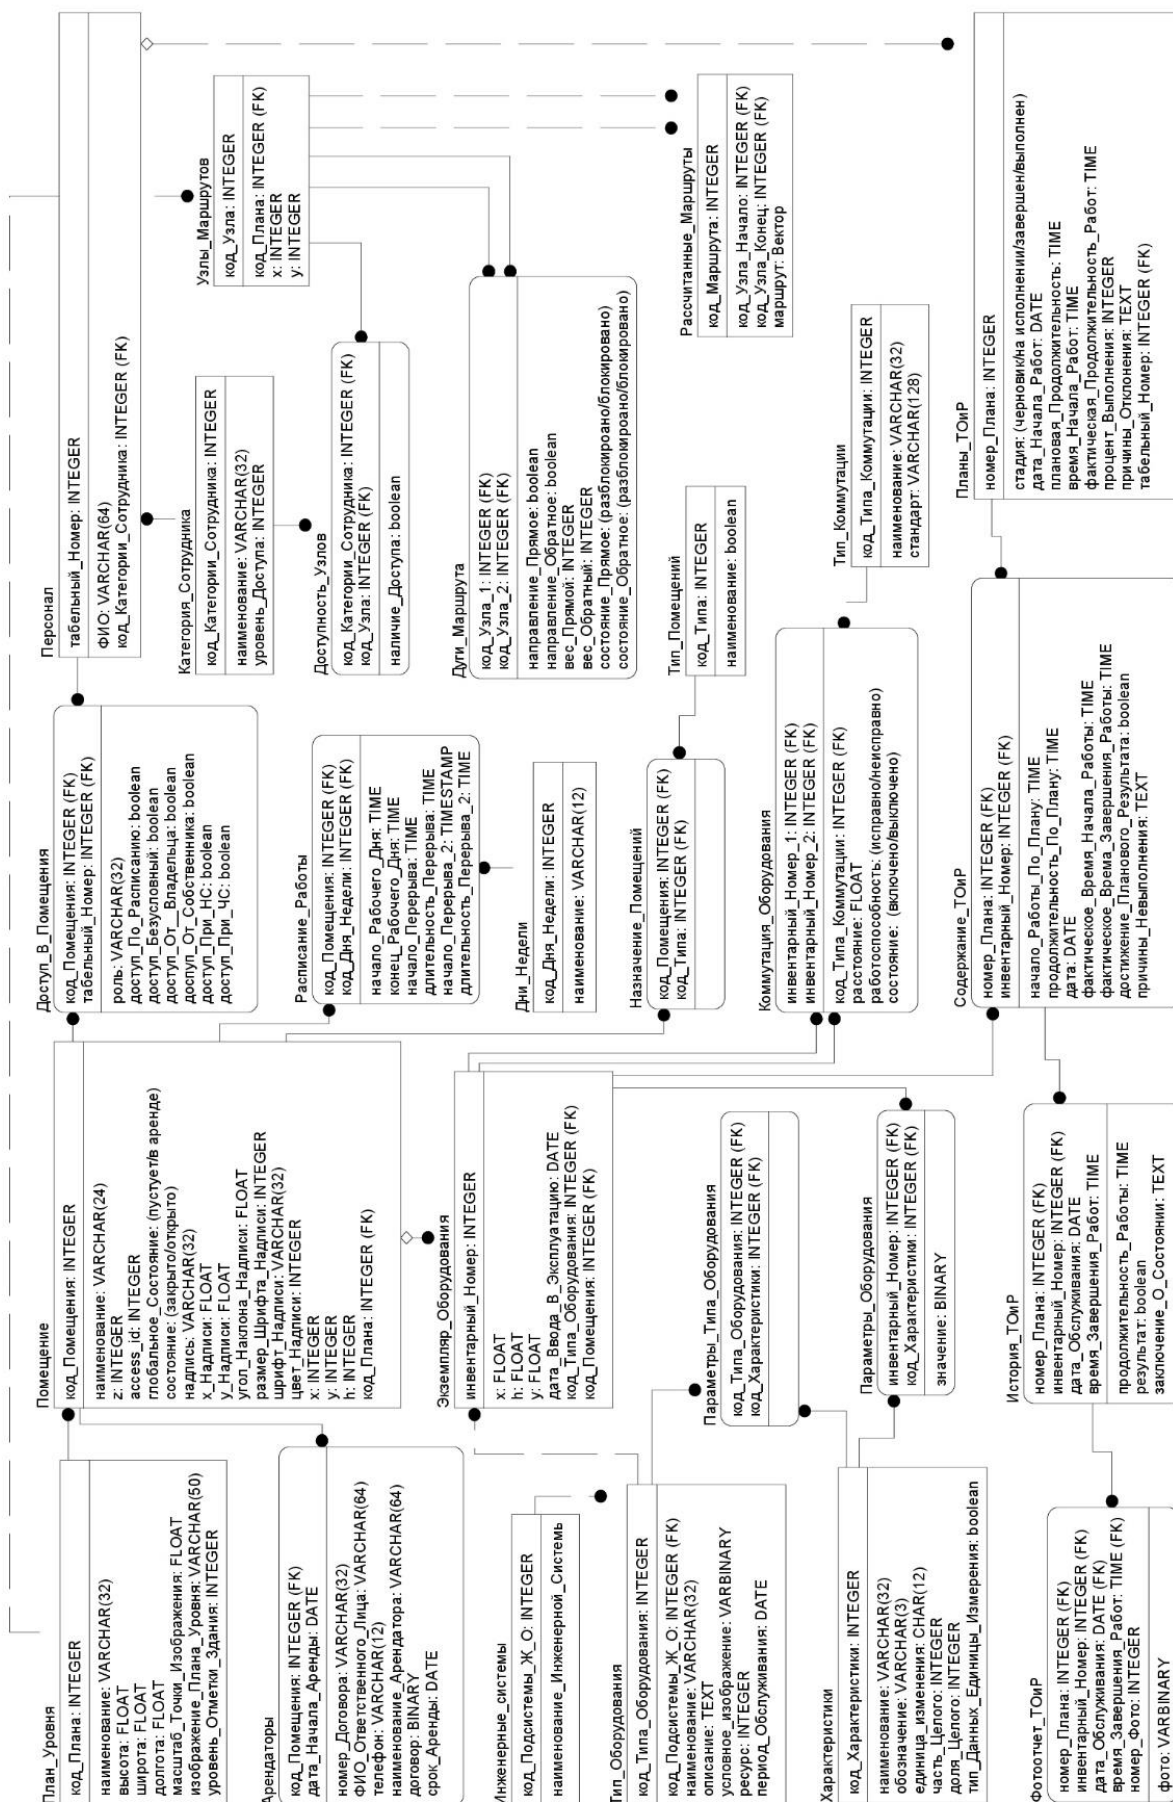 План_Уровня
код_Плана: INTEGER
наименование: VARCHAR(32)
высота: FLOAT
широта: FLOAT
долгота: FLOAT
масштаб_Точки_Изображения: FLOAT
изображение_Плана_Уровня: VARCHAR(50)
уровень_Отметки_Здания: INTEGER
Помещение
код_Помещения: INTEGER
наименование: VARCHAR(24)
z: INTEGER
access_id: INTEGER
глобальное_Состояние: (пустует/в аренде)
состояние: (закрыто/открыто)
надпись: VARCHAR(32)
x_Надписи: FLOAT
y_Надписи: FLOAT
угол_Наклона_Надписи: FLOAT
размер_Шрифта_Надписи: INTEGER
шрифт_Надписи: VARCHAR(32)
цвет_Надписи: INTEGER
x: INTEGER
y: INTEGER
h: INTEGER
код_Плана: INTEGER (FK)
Доступ_В_Помещения
код_Помещения: INTEGER (FK)
табельный_Номер: INTEGER (FK)
роль: VARCHAR(32)
доступ_По_Расписанию: boolean
доступ_Безусловный: boolean
доступ_От__Владельца: boolean
доступ_От_Собственника: boolean
доступ_При_НС: boolean
доступ_При_ЧС: boolean
Персонал
табельный_Номер: INTEGER
ФИО: VARCHAR(64)
код_Категории_Сотрудника: INTEGER (FK)
Категория_Сотрудника
код_Категории_Сотрудника: INTEGER
наименование: VARCHAR(32)
уровень_Доступа: INTEGER
Узлы_Маршрутов
код_Узла: INTEGER
код_Плана: INTEGER (FK)
x: INTEGER
y: INTEGER
Арендаторы
код_Помещения: INTEGER (FK)
дата_Начала_Аренды: DATE
номер_Договора: VARCHAR(32)
ФИО_Ответственного_Лица: VARCHAR(64)
телефон: VARCHAR(12)
наименование_Арендатора: VARCHAR(64)
договор: BINARY
срок_Аренды: DATE
Расписание_Работы
код_Помещения: INTEGER (FK)
код_Дня_Недели: INTEGER (FK)
начало_Рабочего_Дня: TIME
конец_Рабочего_Дня: TIME
начало_Перерыва: TIME
длительность_Перерыва: TIME
начало_Перерыва_2: TIMESTAMP
длительность_Перерыва_2: TIME
Доступность_Узлов
код_Категории_Сотрудника: INTEGER (FK)
код_Узла: INTEGER (FK)
наличие_Доступа: boolean
Дни_Недели
код_Дня_Недели: INTEGER
наименование: VARCHAR(12)
Дуги_Маршрута
код_Узла_1: INTEGER (FK)
код_Узла_2: INTEGER (FK)
направление_Прямое: boolean
направление_Обратное: boolean
вес_Прямой: INTEGER
вес_Обратный: INTEGER
состояние_Прямое: (разблокироано/блокировано)
состояние_Обратное: (разблокировано/блокировано)
Рассчитанные_Маршруты
код_Маршрута: INTEGER
код_Узла_Начало: INTEGER (FK)
код_Узла_Конец: INTEGER (FK)
маршрут: Вектор
Экземпляр_Оборудования
инвентарный_Номер: INTEGER
x: FLOAT
h: FLOAT
y: FLOAT
дата_Ввода_В_Эксплуатацию: DATE
код_Типа_Оборудования: INTEGER (FK)
код_Помещения: INTEGER (FK)
Назначение_Помещений
код_Помещения: INTEGER (FK)
код_Типа: INTEGER (FK)
Тип_Помещений
код_Типа: INTEGER
наименование: boolean
Инженерные_системы
код_Подсистемы_Ж_О: INTEGER
наименование_Инженерной_Системы
Коммутация_Оборудования
инвентарный_Номер_1: INTEGER (FK)
инвентарный_Номер_2: INTEGER (FK)
код_Типа_Коммутации: INTEGER (FK)
расстояние: FLOAT
работоспособность: (исправно/неисправно)
состояние: (включено/выключено)
Тип_Коммутации
код_Типа_Коммутации: INTEGER
наименование: VARCHAR(32)
стандарт: VARCHAR(128)
Тип_Оборудования
код_Типа_Оборудования: INTEGER
код_Подсистемы_Ж_О: INTEGER (FK)
наименование: VARCHAR(32)
описание: TEXT
условное_изображение: VARBINARY
ресурс: INTEGER
период_Обслуживания: DATE
Параметры_Типа_Оборудования
код_Типа_Оборудования: INTEGER (FK)
код_Характеристики: INTEGER (FK)
Характеристики
код_Характеристики: INTEGER
наименование: VARCHAR(32)
обозначение: VARCHAR(3)
единица_изменения: CHAR(12)
часть_Целого: INTEGER
доля_Целого: INTEGER
тип_Данных_Единицы_Измерения: boolean
Параметры_Оборудования
инвентарный_Номер: INTEGER (FK)
код_Характеристики: INTEGER (FK)
значение: BINARY
Содержание_ТОиР
номер_Плана: INTEGER (FK)
инвентарный_Номер: INTEGER (FK)
начало_Работы_По_Плану: TIME
продолжительность_По_Плану: TIME
дата: DATE
фактическое_Время_Начала_Работы: TIME
фактическое_Время_Завершения_Работы: TIME
достижение_Планового_Результата: boolean
причины_Невыполнения: TEXT
Планы_ТОиР
номер_Плана: INTEGER
стадия: (черновик/на исполнении/завершен/выполнен)
дата_Начала_Работ: DATE
плановая_Продолжительность: TIME
время_Начала_Работ: TIME
фактическая_Продолжительность_Работ: TIME
процент_Выполнения: INTEGER
причины_Отклонения: TEXT
табельный_Номер: INTEGER (FK)
Фотоотчет_ТОиР
номер_Плана: INTEGER (FK)
инвентарный_Номер: INTEGER (FK)
дата_Обслуживания: DATE (FK)
время_Завершения_Работ: TIME (FK)
номер_Фото: INTEGER
фото: VARBINARY
История_ТОиР
номер_Плана: INTEGER (FK)
инвентарный_Номер: INTEGER (FK)
дата_Обслуживания: DATE
время_Завершения_Работ: TIME
продолжительность_Работы: TIME
результат: boolean
заключение_О_Состоянии: TEXT